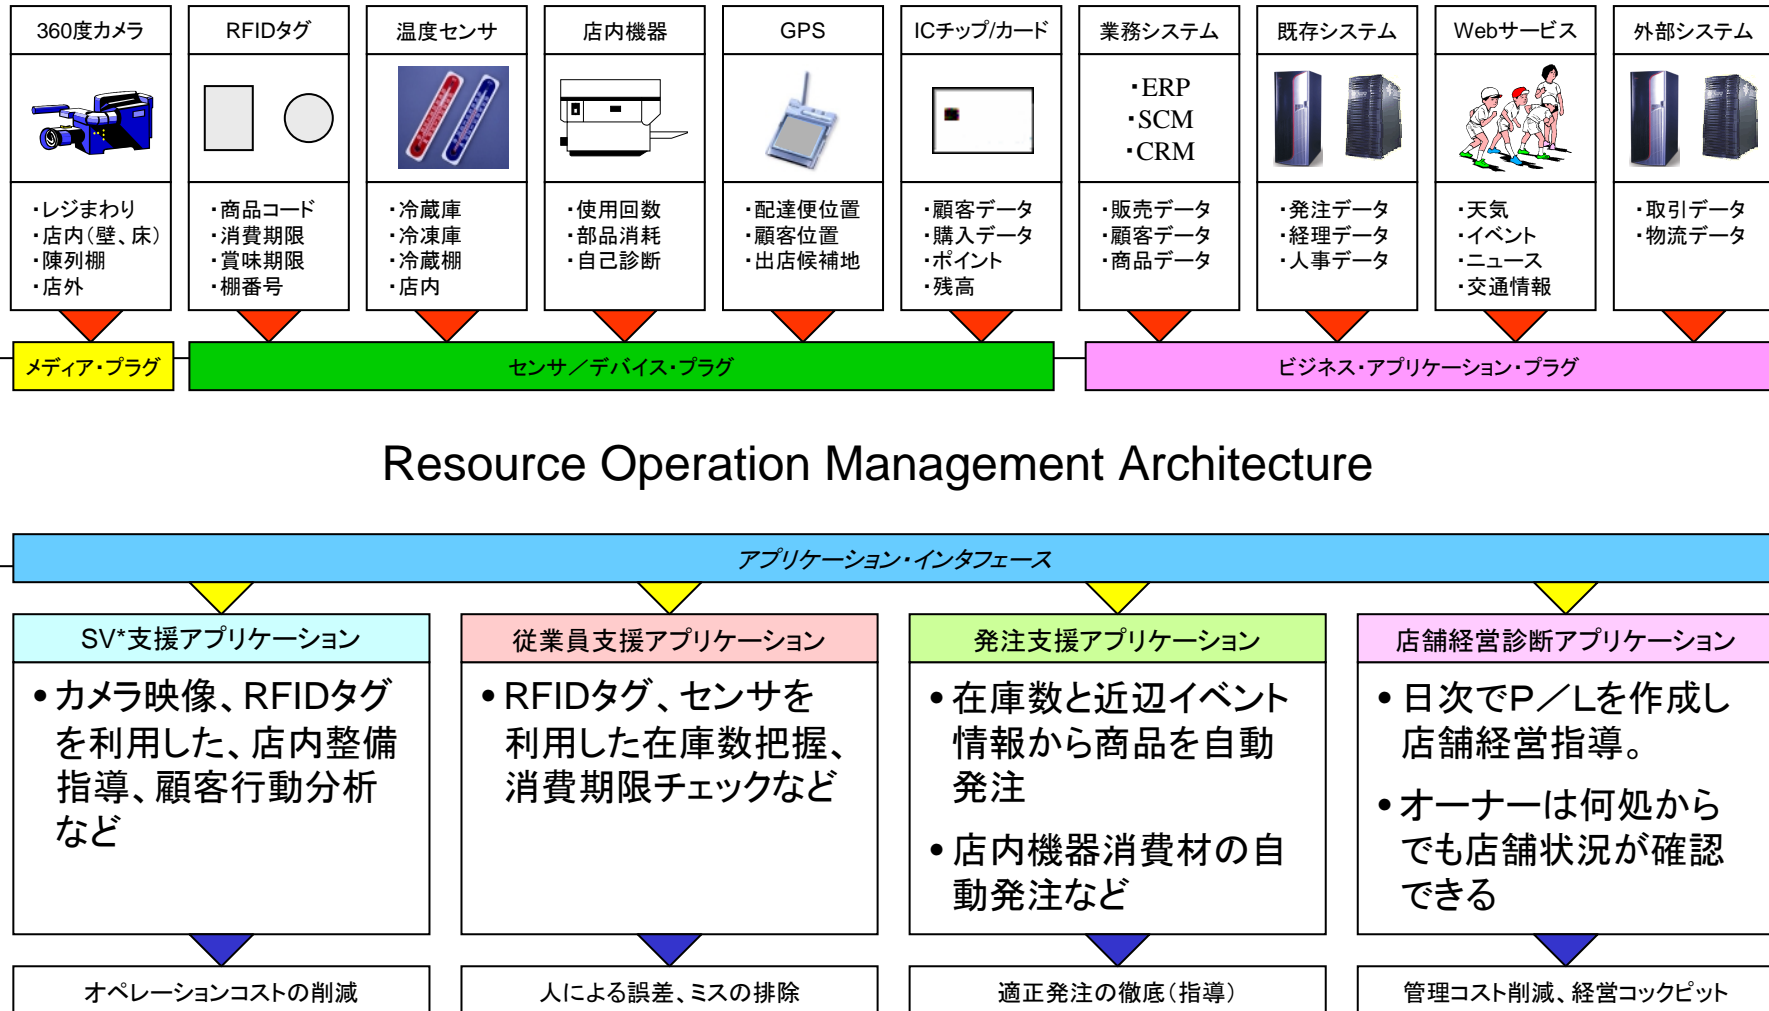 360度カメラ
RFIDタグ
温度センサ
店内機器
GPS
ICチップ/カード
業務システム
既存システム
Webサービス
外部システム
・ERP
・SCM
・CRM
・レジまわり
・店内(壁、床)
・陳列棚
・店外
・商品コード
・消費期限
・賞味期限
・棚番号
・冷蔵庫
・冷凍庫
・冷蔵棚
・店内
・使用回数
・部品消耗
・自己診断
・配達便位置
・顧客位置
・出店候補地
・顧客データ
・購入データ
・ポイント
・残高
・販売データ
・顧客データ
・商品データ
・発注データ
・経理データ
・人事データ
・天気
・イベント
・ニュース
・交通情報
・取引データ
・物流データ
メディア・プラグ
センサ/デバイス・プラグ
ビジネス・アプリケーション・プラグ
Resource Operation Management Architecture
アプリケーション・インタフェース
SV*支援アプリケーション
•カメラ映像、RFIDタグ
を利用した、店内整備
指導、顧客行動分析
など
オペレーションコストの削減
従業員支援アプリケーション
•RFIDタグ、センサを
利用した在庫数把握、
消費期限チェックなど
人による誤差、ミスの排除
発注支援アプリケーション
•在庫数と近辺イベント
情報から商品を自動
発注
•店内機器消費材の自
動発注など
適正発注の徹底(指導)
店舗経営診断アプリケーション
•日次でP/Lを作成し
店舗経営指導。
•オーナーは何処から
でも店舗状況が確認
できる
管理コスト削減、経営コックピット